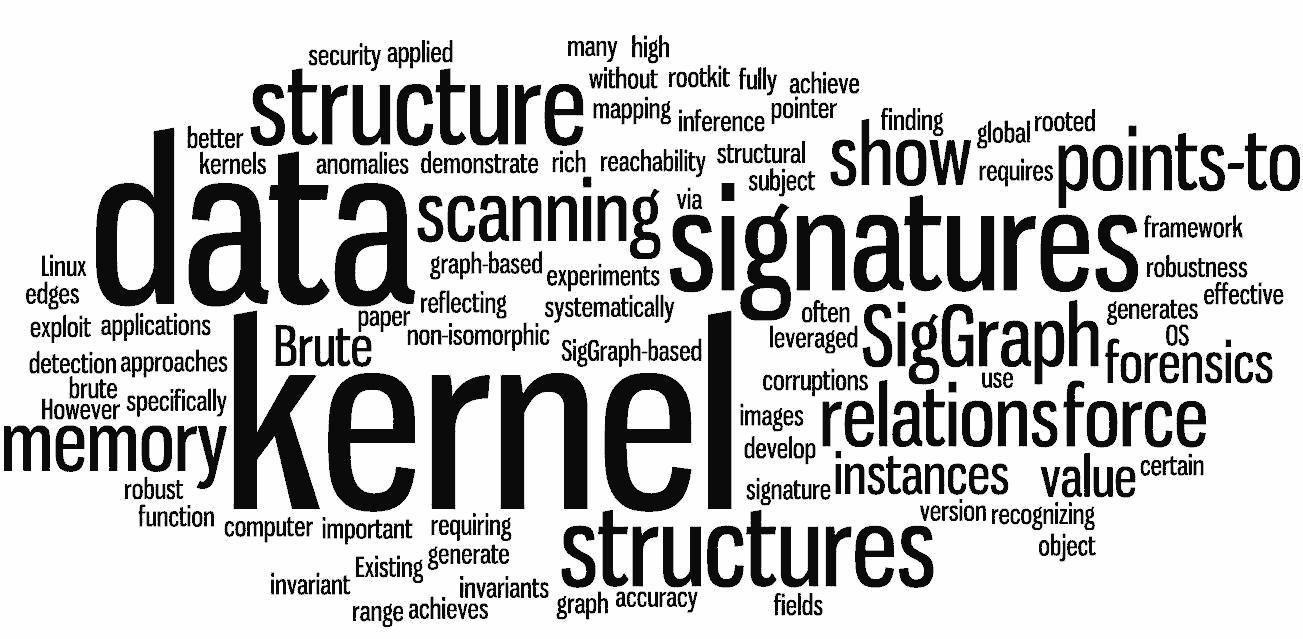 security applied many high
without rootkit fully achieve
structure mapping inference pointer
finding global rooted
better kernels anomalies demonstrate rich reachability structural subject show requires points-to
data scanning via signatures framework
graph-based experiments robustness
Linux edges reflecting systematically often generates effective
exploit applications paper non-isomorphic leveraged SigGraph OS
Brute SigGraph-based forensics
detection approaches corruptions use
brute
However specifically kernel images relations force
memory develop instances value certain
robust signature
function computer important requiring structures version recognizing
object
Existing generate
invariant invariants
range achieves graph accuracy fields